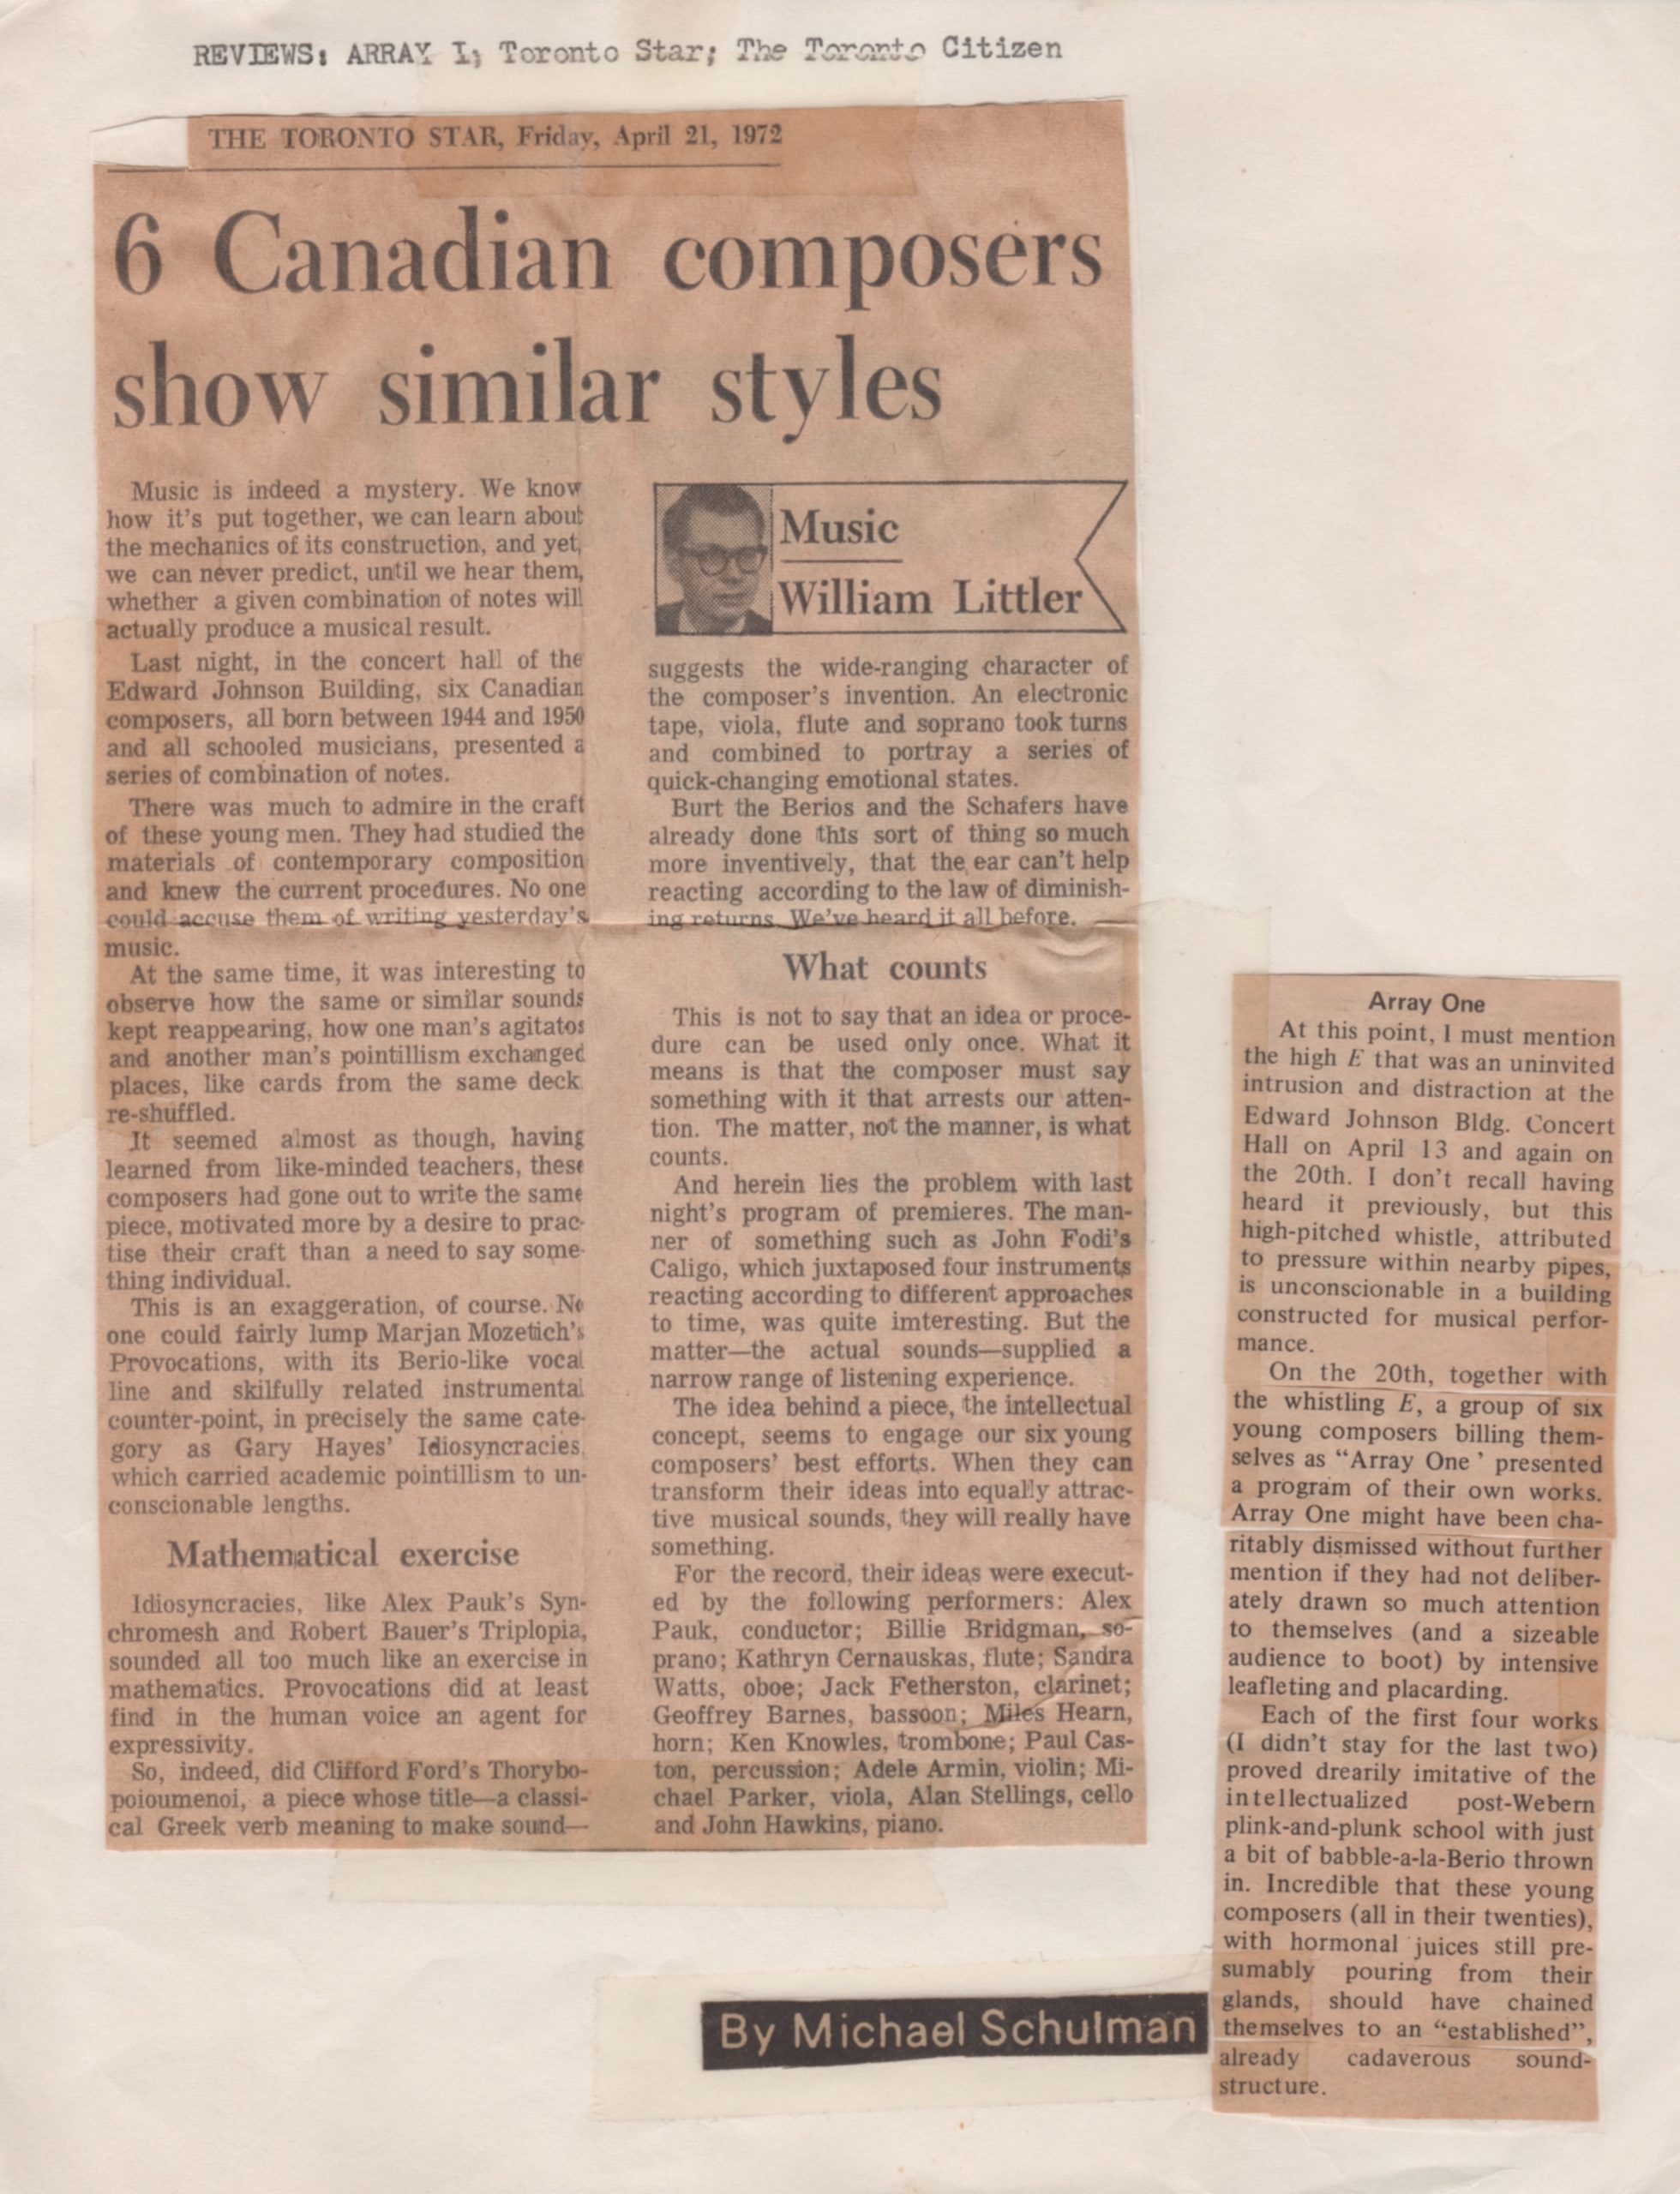 REVIEWS: ARRAY I; Toronto Star; The Toronto Citizen
THE TORONTO STAR, Friday, April 21, 1972
6 Canadian composers
show similar styles
Music is indeed a mystery. We know
how it's put together, we can learn about
the mechanics of its construction, and yet,
we can never predict, until we hear them,
whether a given combination of notes will
actually produce a musical result.
Last night, in the concert hall of the
Edward Johnson Building, six Canadian
composers, all born between 1944 and 1950
and all schooled musicians, presented a
series of combination of notes.
There was much to admire in the craft
of these young men. They had studied the
materials of contemporary composition
and knew the current procedures. No one
could accuse them of writing yesterday's
music.
At the same time, it was interesting to
observe how the same or similar sounds
kept reappearing, how one man's agitatos
and another man's pointillism exchanged
places, like cards from the same deck
re-shuffled.
It seemed almost as though, having
learned from like-minded teachers, these
composers had gone out to write the same
piece, motivated more by a desire to prac-
tise their craft than a need to say some-
thing individual.
This is an exaggeration, of course. No
one could fairly lump Marjan Mozetich's
Provocations, with its Berio-like vocal
line and skilfully related instrumental
counter-point, in precisely the same cate-
gory as Gary Hayes' Idiosyncracies,
which carried academic pointillism to un-
conscionable lengths.
Mathematical exercise
Idiosyncracies, like Alex Pauk's Syn-
chromesh and Robert Bauer's Triplopia,
sounded all too much like an exercise in
mathematics. Provocations did at least
find in the human voice an agent for
expressivity.
So, indeed, did Clifford Ford's Thorybo-
poioumenoi, a piece whose title—a classi-
cal Greek verb meaning to make sound—
Music
William Littler
suggests the wide-ranging character of
the composer's invention. An electronic
tape, viola, flute and soprano took turns
and combined to portray a series of
quick-changing emotional states.
Burt the Berios and the Schafers have
already done this sort of thing so much
more inventively, that the ear can't help
reacting according to the law of diminish-
ing returns. We've heard it all before.
What counts
This is not to say that an idea or proce-
dure can be used only once. What it
means is that the composer must say
something with it that arrests our atten-
tion. The matter, not the manner, is what
counts.
And herein lies the problem with last
night's program of premieres. The man-
ner of something such as John Fodi's
Caligo, which juxtaposed four instruments
reacting according to different approaches
to time, was quite imteresting. But the
matter—the actual sounds—supplied a
narrow range of listening experience.
The idea behind a piece, the intellectual
concept, seems to engage our six young
composers' best efforts. When they can
transform their ideas into equally attrac-
tive musical sounds, they will really have
something.
For the record, their ideas were execut-
ed by the following performers: Alex
Pauk, conductor; Billie Bridgman, so-
prano; Kathryn Cernauskas, flute; Sandra
Watts, oboe; Jack Fetherston, clarinet;
Geoffrey Barnes, bassoon; Miles Hearn,
horn; Ken Knowles, trombone; Paul Cas-
ton, percussion; Adele Armin, violin; Mi-
chael Parker, viola, Alan Stellings, cello
and John Hawkins, piano.
Array One
At this point, I must mention
the high E that was an uninvited
intrusion and distraction at the
Edward Johnson Bldg. Concert
Hall on April 13 and again on
the 20th. I don't recall having
heard it previously, but this
high-pitched whistle, attributed
to pressure within nearby pipes,
is unconscionable in a building
constructed for musical perfor-
mance.
On the 20th, together with
the whistling E, a group of six
young composers billing them-
selves as “Array One’ presented
a program of their own works.
Array One might have been cha-
ritably dismissed without further
mention if they had not deliber-
ately drawn so much attention
to themselves (and a sizeable
audience to boot) by intensive
leafleting and placarding.
Each of the first four works
(I didn't stay for the last two)
proved drearily imitative of the
intellectualized post-Webern
plink-and-plunk school with just
a bit of babble-a-la-Berio thrown
in. Incredible that these young
composers (all in their twenties),
with hormonal juices still pre-
sumably pouring from their
glands, should have chained
themselves to an “established”,
already cadaverous sound-
structure.
By Michael Schulman